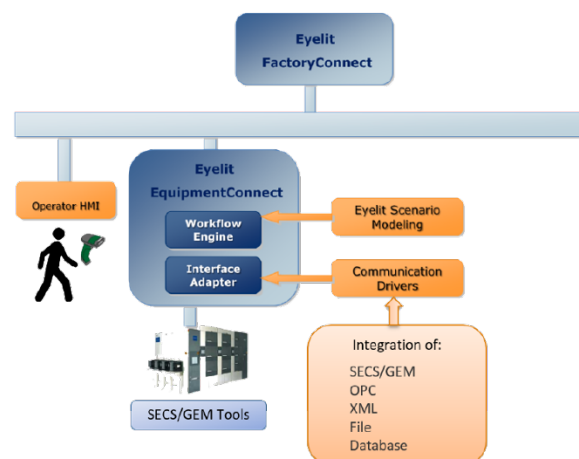 Eyelit
FactoryConnect
Eyelit
EquipmentConnect
Operator HMI
Workflow
Engine
Eyelit Scenario
Modeling
Interface
Adapter
Communication
Drivers
Integration of:
SECS/GEM
OPC
XML
File
Database
SECS/GEM Tools